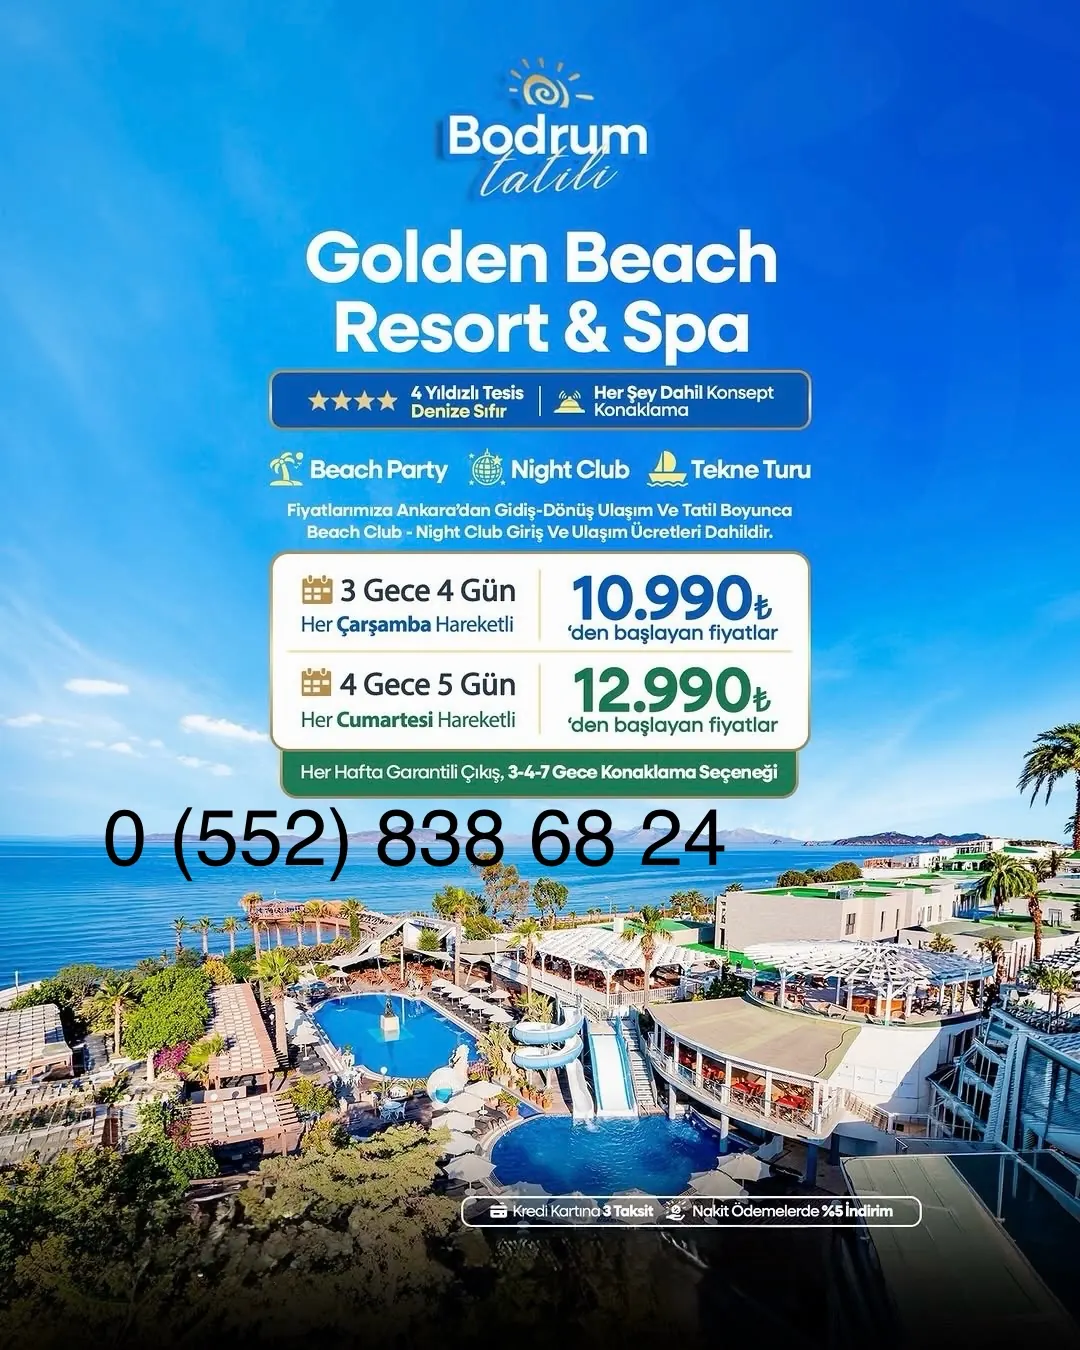 Bodrum
tatili
Golden Beach
Resort & Spa
4 Yıldızlı Tesis
Denize Sıfır
Her Şey Dahil Konsept
Konaklama
Beach Party
Night Club
Tekne Turu
Fiyatlarımıza Ankara'dan Gidiş-Dönüş Ulaşım Ve Tatil Boyunca
Beach Club - Night Club Giriş Ve Ulaşım Ücretleri Dahildir.
3 Gece 4 Gün
Her Çarşamba Hareketli
10.990₺
'den başlayan fiyatlar
4 Gece 5 Gün
Her Cumartesi Hareketli
12.990₺
'den başlayan fiyatlar
Her Hafta Garantili Çıkış, 3-4-7 Gece Konaklama Seçeneği
0 (552) 838 68 24
Kredi Kartına 3 Taksit
Nakit Ödemelerde %5 İndirim